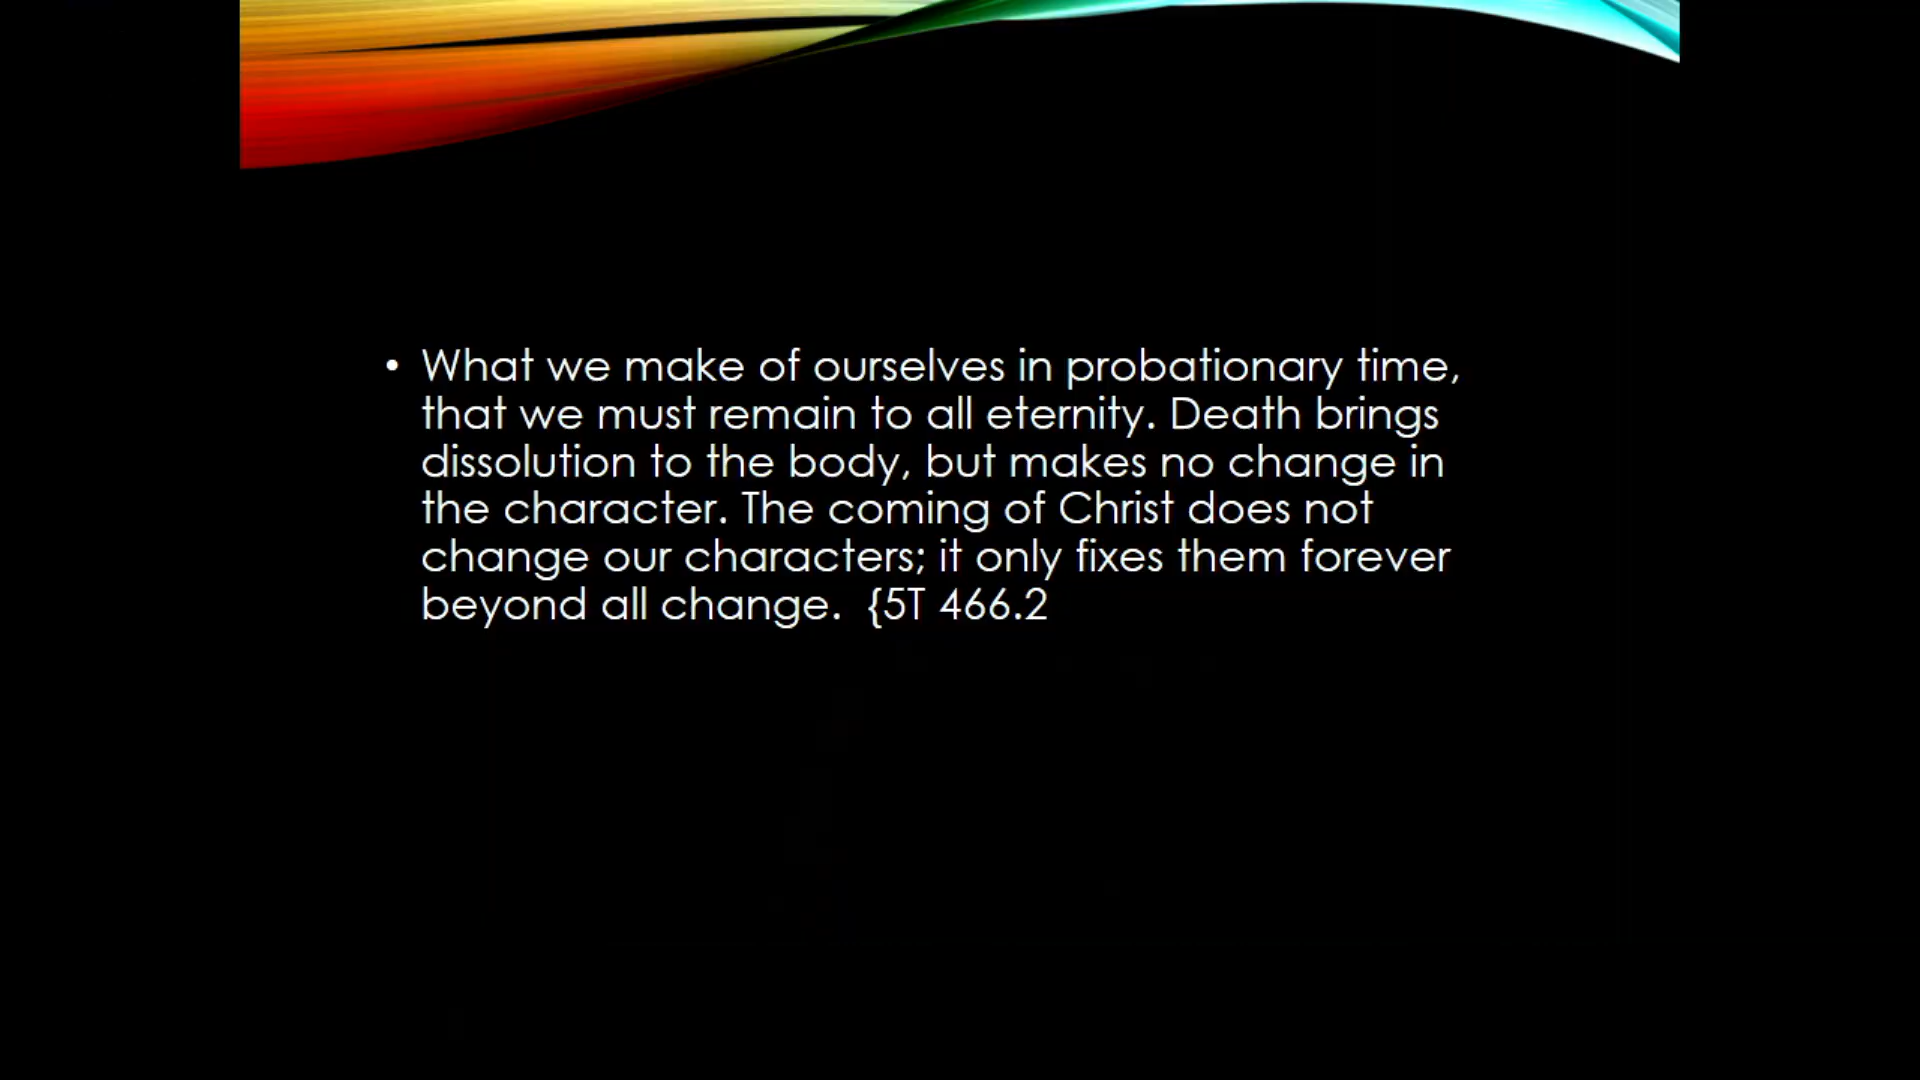 • What we make of ourselves in probationary time,
that we must remain to all eternity. Death brings
dissolution to the body, but makes no change in
the character. The coming of Christ does not
change our characters; it only fixes them forever
beyond all change.  {5T 466.2